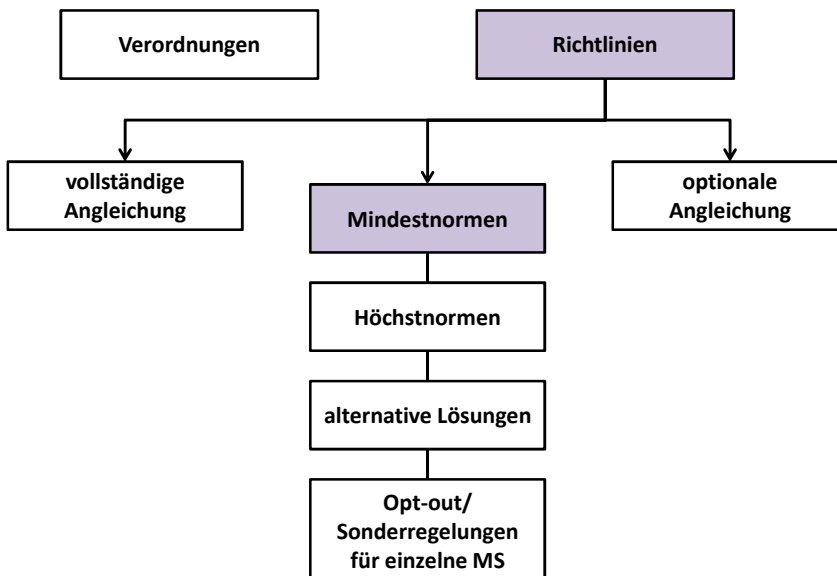 Verordnungen
Richtlinien
vollständige
Angleichung
Mindestnormen
optionale
Angleichung
Höchstnormen
alternative Lösungen
Opt-out/
Sonderregelungen
für einzelne MS